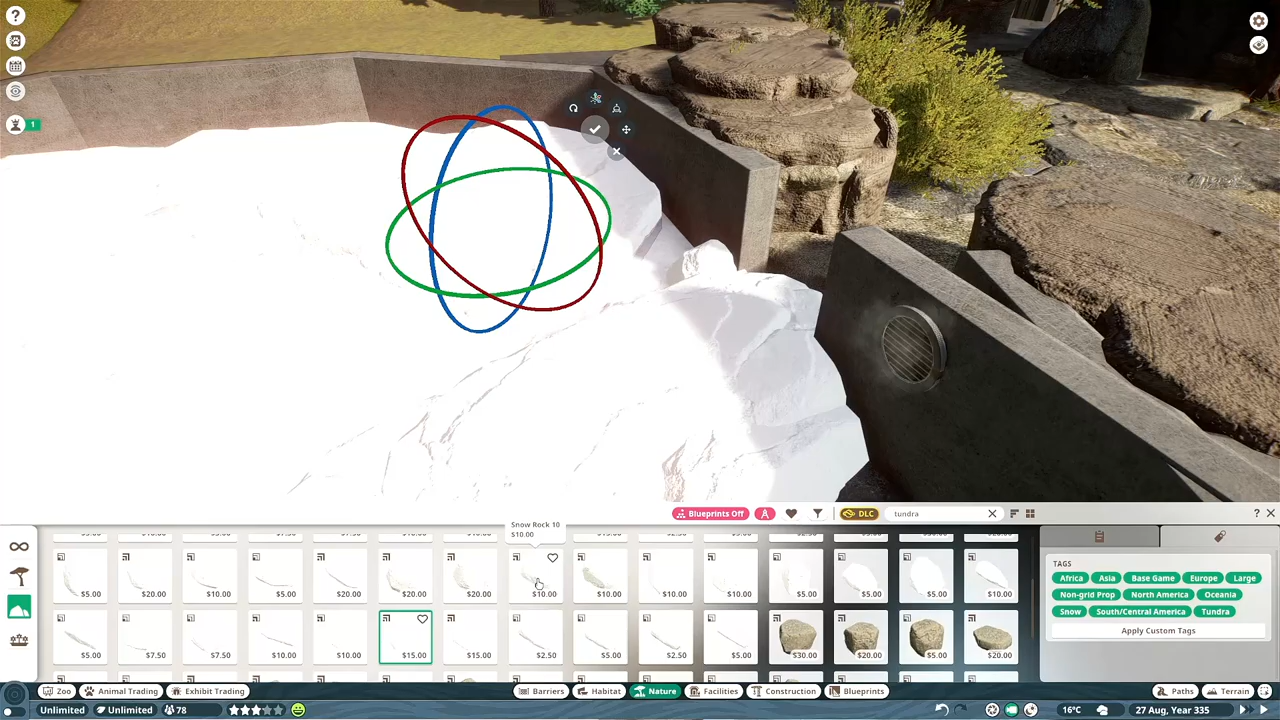 ?
1
Blueprints Off
DLC
tundra
?
Snow Rock 10
$10.00
$5.00 $20.00 $10.00 $5.00 $20.00 $20.00 $20.00 $10.00 $10.00 $10.00 $10.00 $5.00 $5.00 $5.00 $10.00
$5.00 $7.50 $7.50 $10.00 $10.00 $15.00 $15.00 $2.50 $5.00 $2.50 $5.00 $30.00 $20.00 $5.00 $20.00
TAGS
Africa Asia Base Game Europe Large
Non-grid Prop North America Oceania
Snow South/Central America Tundra
Apply Custom Tags
Zoo Animal Trading Exhibit Trading Barriers Habitat Nature Facilities Construction Blueprints Paths Terrain
Unlimited Unlimited 78 16°C 27 Aug, Year 335